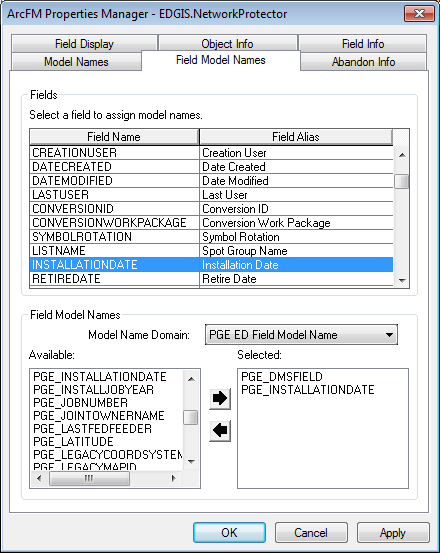 ArcFM Properties Manager - EDGIS.NetworkProtector
Field Display Object Info Field Info
Model Names Field Model Names Abandon Info
Fields
Select a field to assign model names.
Field Name Field Alias
CREATIONUSER Creation User
DATECREATED Date Created
DATEMODIFIED Date Modified
LASTUSER Last User
CONVERSIONID Conversion ID
CONVERSIONWORKPACKAGE Conversion Work Package
SYMBOLROTATION Symbol Rotation
LISTNAME Spot Group Name
INSTALLATIONDATE Installation Date
RETIREDATE Retire Date
Field Model Names
Model Name Domain: PGE ED Field Model Name
Available: Selected:
PGE_INSTALLATIONDATE PGE_DMSFIELD
PGE_INSTALLJOBYEAR PGE_INSTALLATIONDATE
PGE_JOBNUMBER
PGE_JOINTOWNERNAME
PGE_LASTFEDFEEDER
PGE_LATITUDE
PGE_LEGACYCOORDSYSTEM
PGE_LEGACYMAPID
OK Cancel Apply